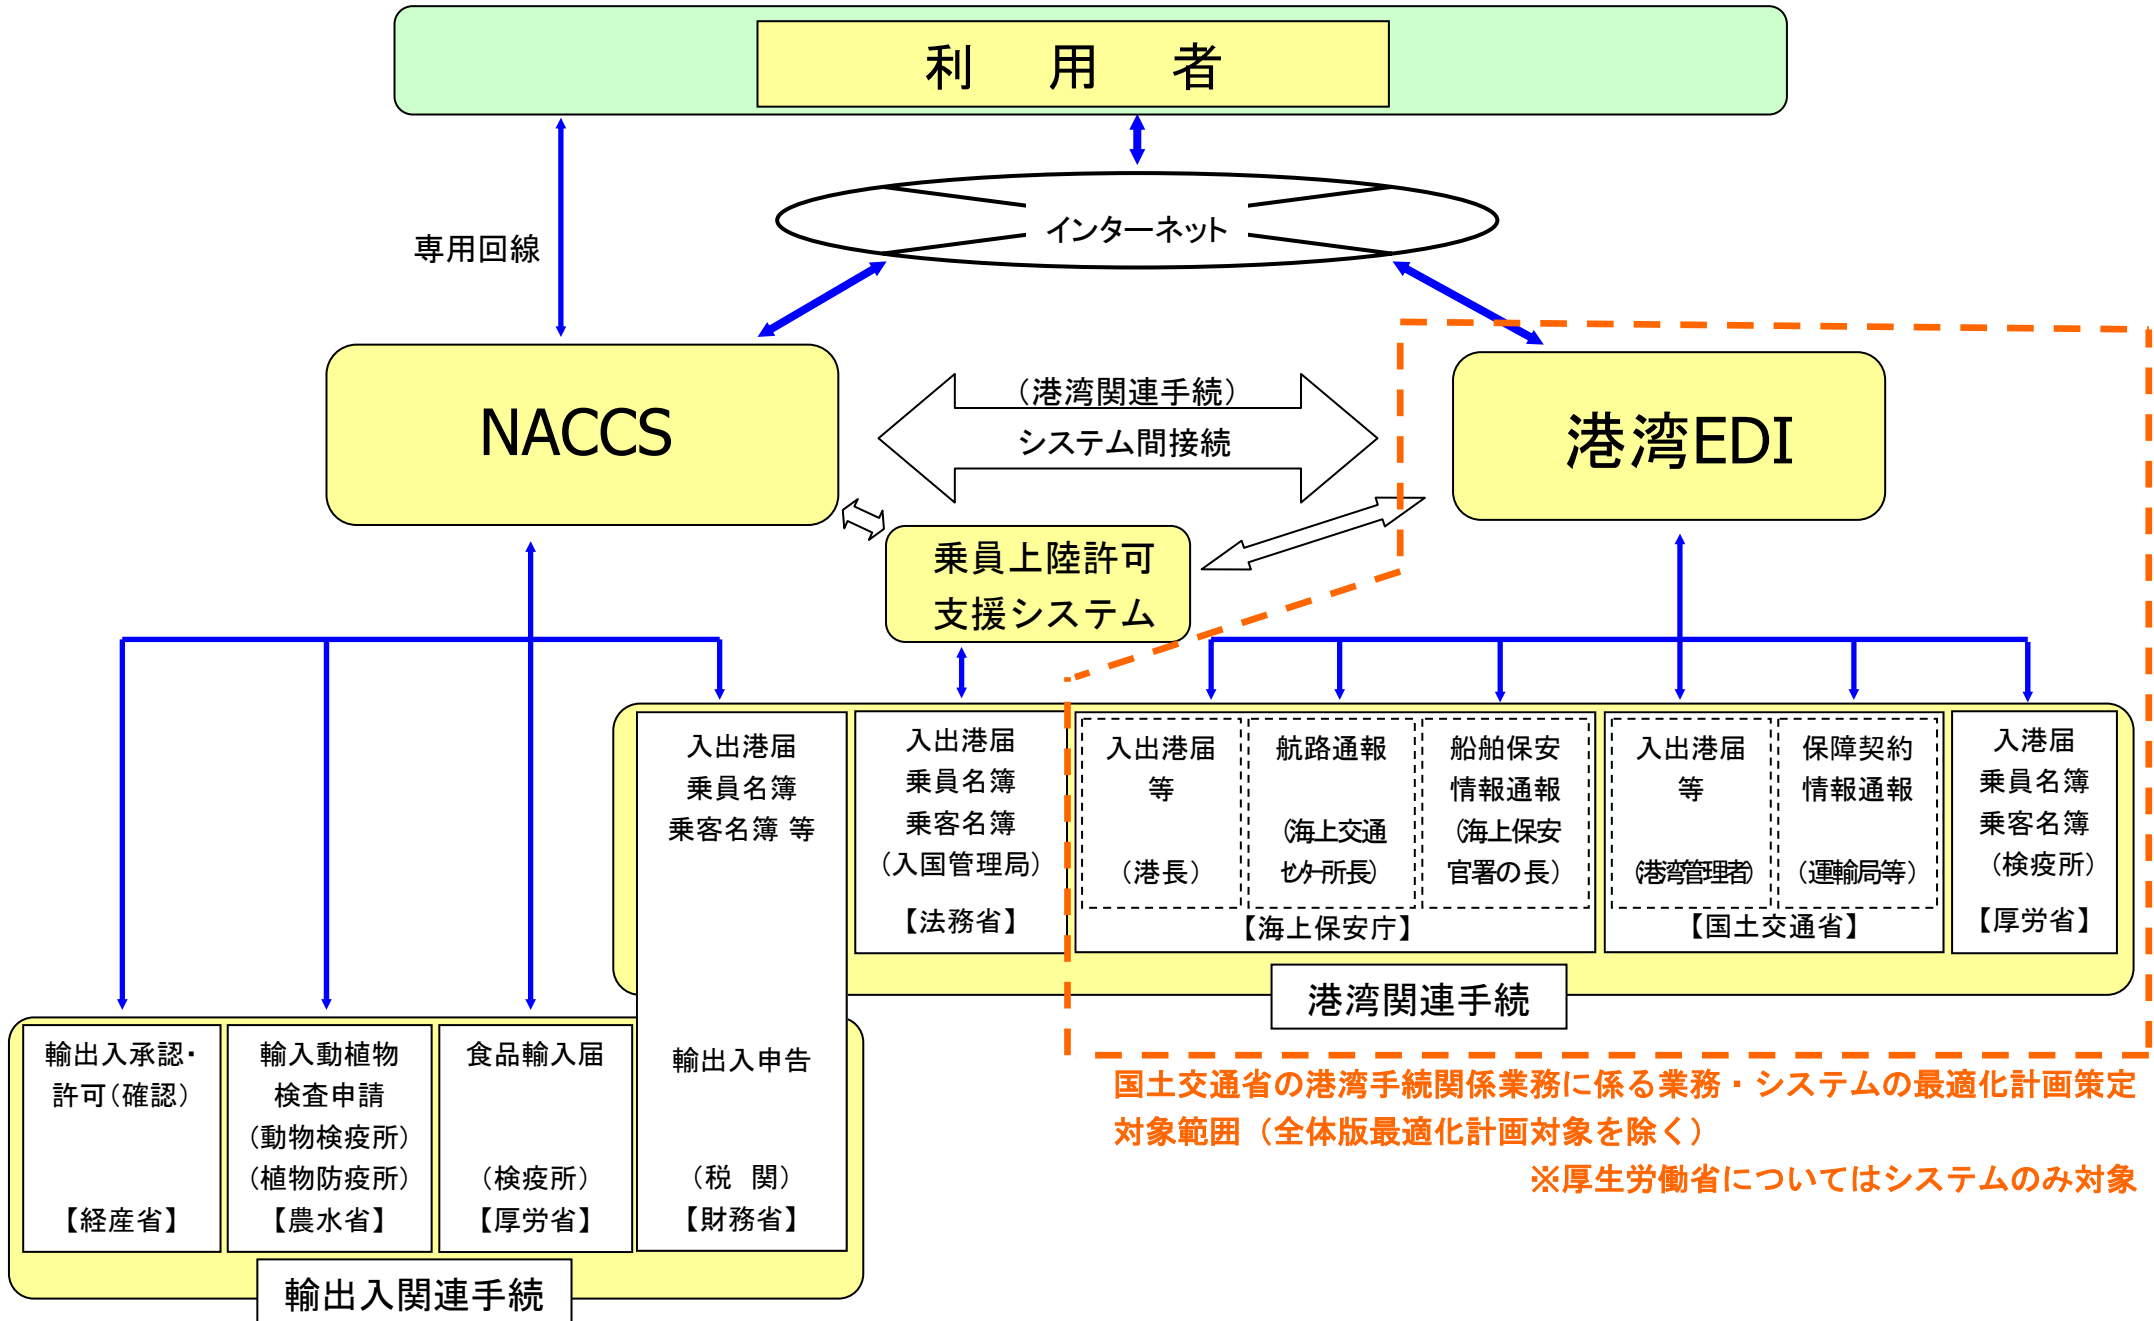 利 用 者
インターネット
専用回線
NACCS
（港湾関連手続）
システム間接続
港湾EDI
乗員上陸許可
支援システム
入出港届
乗員名簿
乗客名簿 等
輸出入申告
（税 関）
【財務省】
入出港届
乗員名簿
乗客名簿
（入国管理局）
【法務省】
入出港届
等
（港長）
航路通報
（海上交通
センター所長）
船舶保安
情報通報
（海上保安
官署の長）
【海上保安庁】
入出港届
等
（港湾管理者）
保障契約
情報通報
（運輸局等）
【国土交通省】
入港届
乗員名簿
乗客名簿
（検疫所）
【厚労省】
港湾関連手続
輸出入承認・
許可（確認）
【経産省】
輸入動植物
検査申請
（動物検疫所）
（植物防疫所）
【農水省】
食品輸入届
（検疫所）
【厚労省】
輸出入関連手続
国土交通省の港湾手続関係業務に係る業務・システムの最適化計画策定
対象範囲（全体版最適化計画対象を除く）
※厚生労働省についてはシステムのみ対象